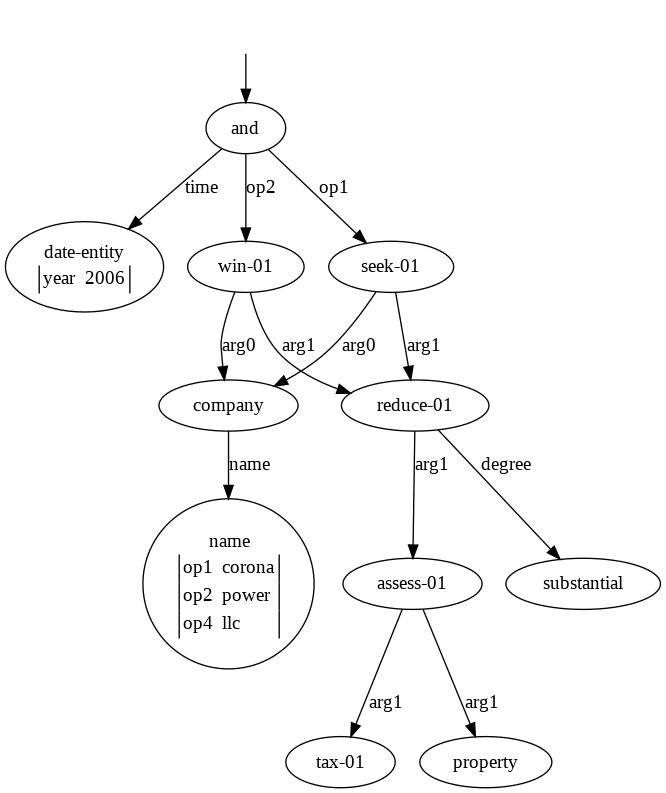 and
time
op2
op1
date-entity
year 2006
win-01
seek-01
arg0
arg1
arg0
arg1
company
reduce-01
name
arg1
degree
name
op1 corona
op2 power
op4 llc
assess-01
substantial
arg1
arg1
tax-01
property